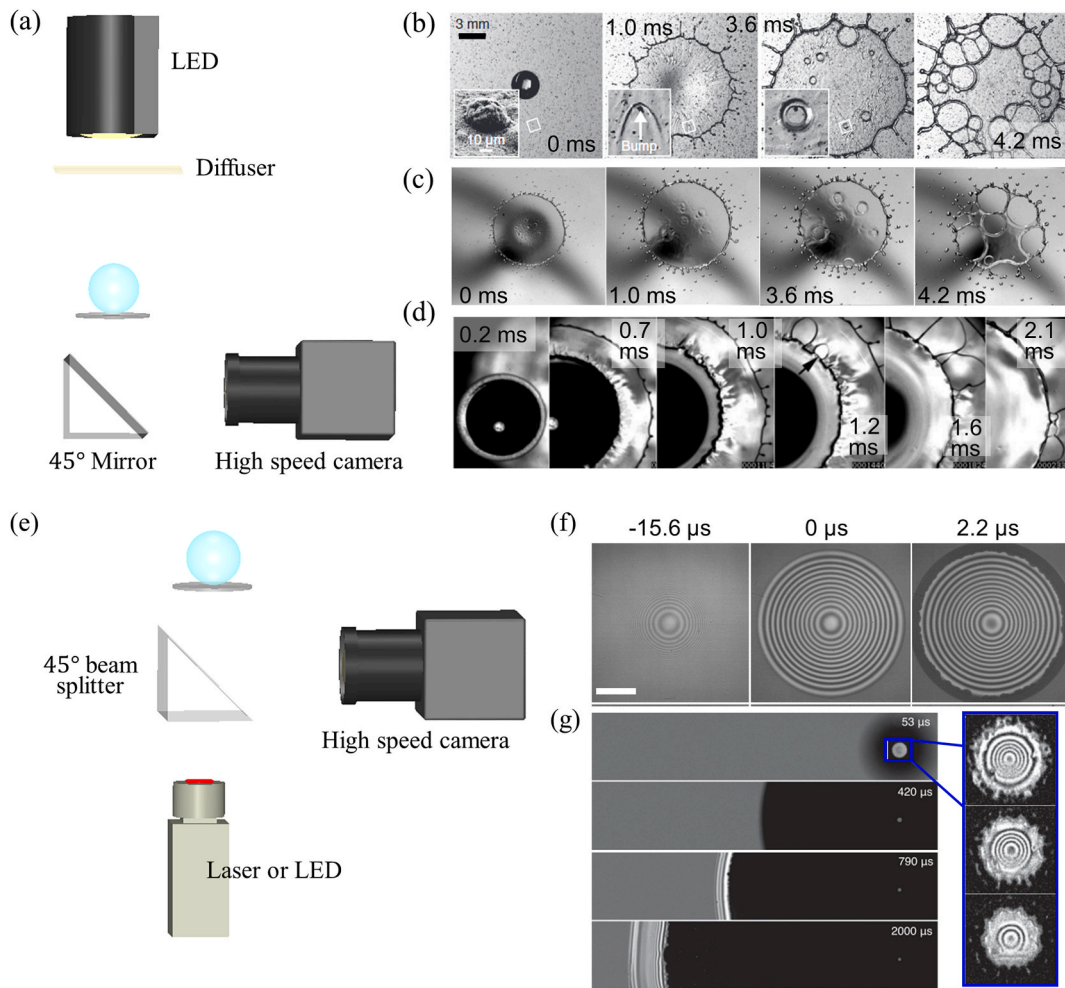 (a)
LED
Diffuser
45° Mirror
High speed camera
(b)
3 mm
10 μm
0 ms
1.0 ms
Bump
3.6 ms
4.2 ms
(c)
0 ms
1.0 ms
3.6 ms
4.2 ms
(d)
0.2 ms
0.7
ms
1.0
ms
1.2
ms
1.6
ms
2.1
ms
(e)
45° beam
splitter
High speed camera
Laser or LED
(f)
-15.6 μs
0 μs
2.2 μs
(g)
53 μs
420 μs
790 μs
2000 μs